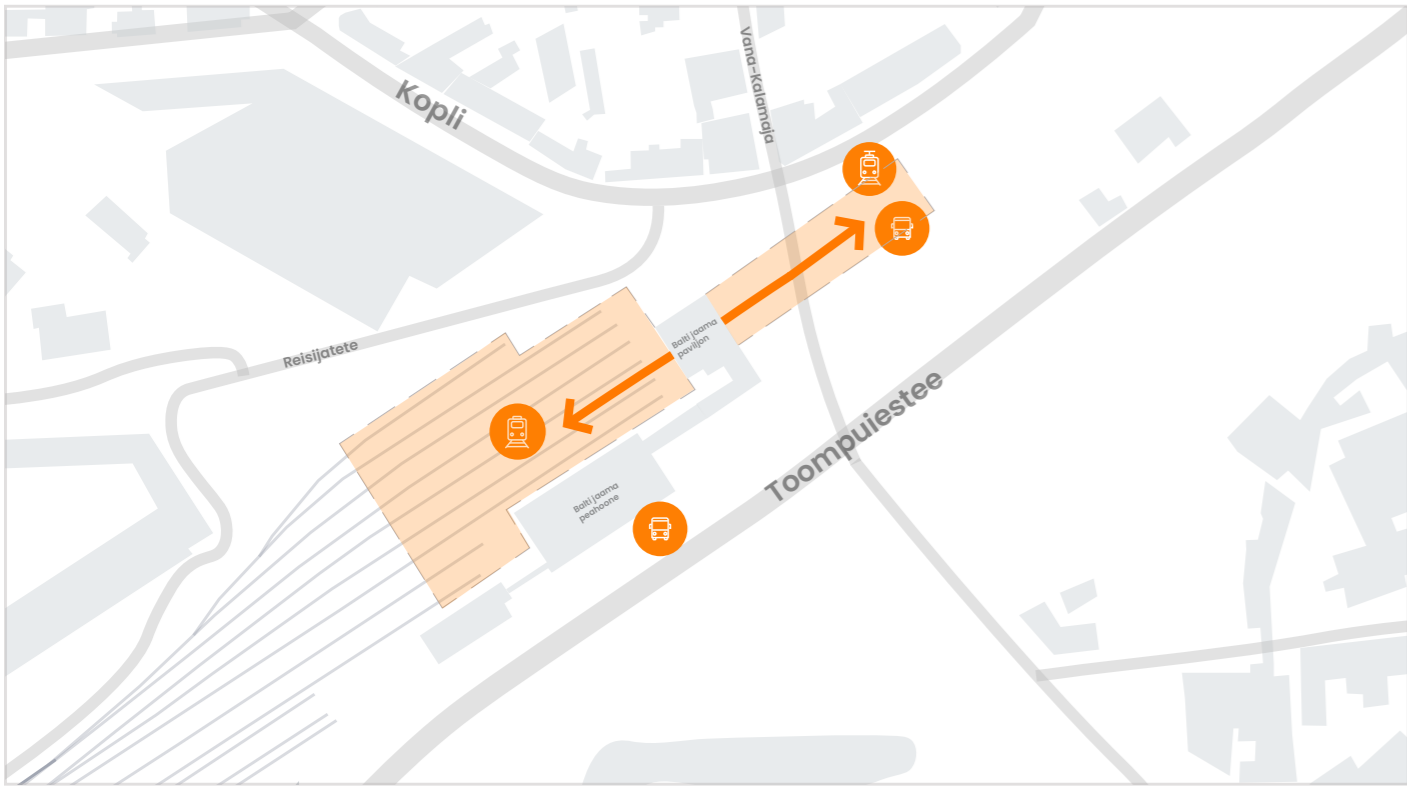 Kopli
Vana-Kalamaja
Reisijatete
Balti jaama
paviljon
Toompuiestee
Balti jaama
peahoone